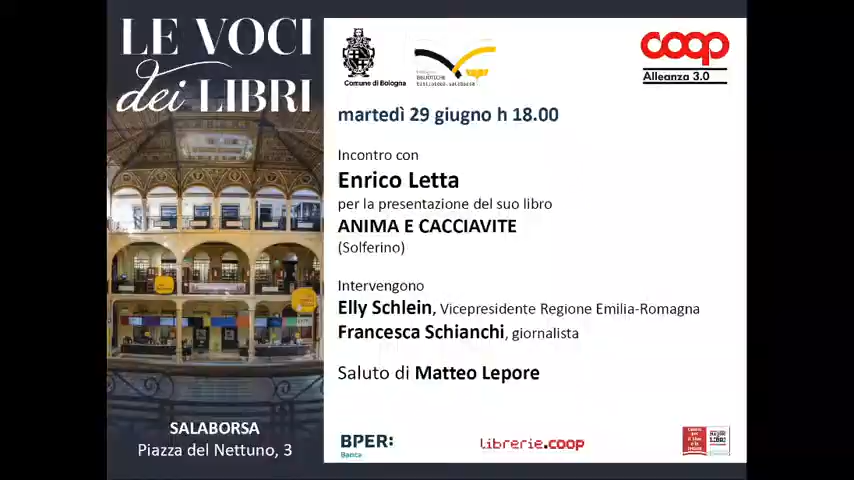 LE VOCI
dei LIBRI
SALABORSA
Piazza del Nettuno, 3
Comune di Bologna
BIBLIOTECHE
coop
Alleanza 3.0
martedì 29 giugno h 18.00
Incontro con
Enrico Letta
per la presentazione del suo libro
ANIMA E CACCIAVITE
(Solferino)
Intervengono
Elly Schlein, Vicepresidente Regione Emilia-Romagna
Francesca Schianchi, giornalista
Saluto di Matteo Lepore
BPER:
Banca
librerie.coop